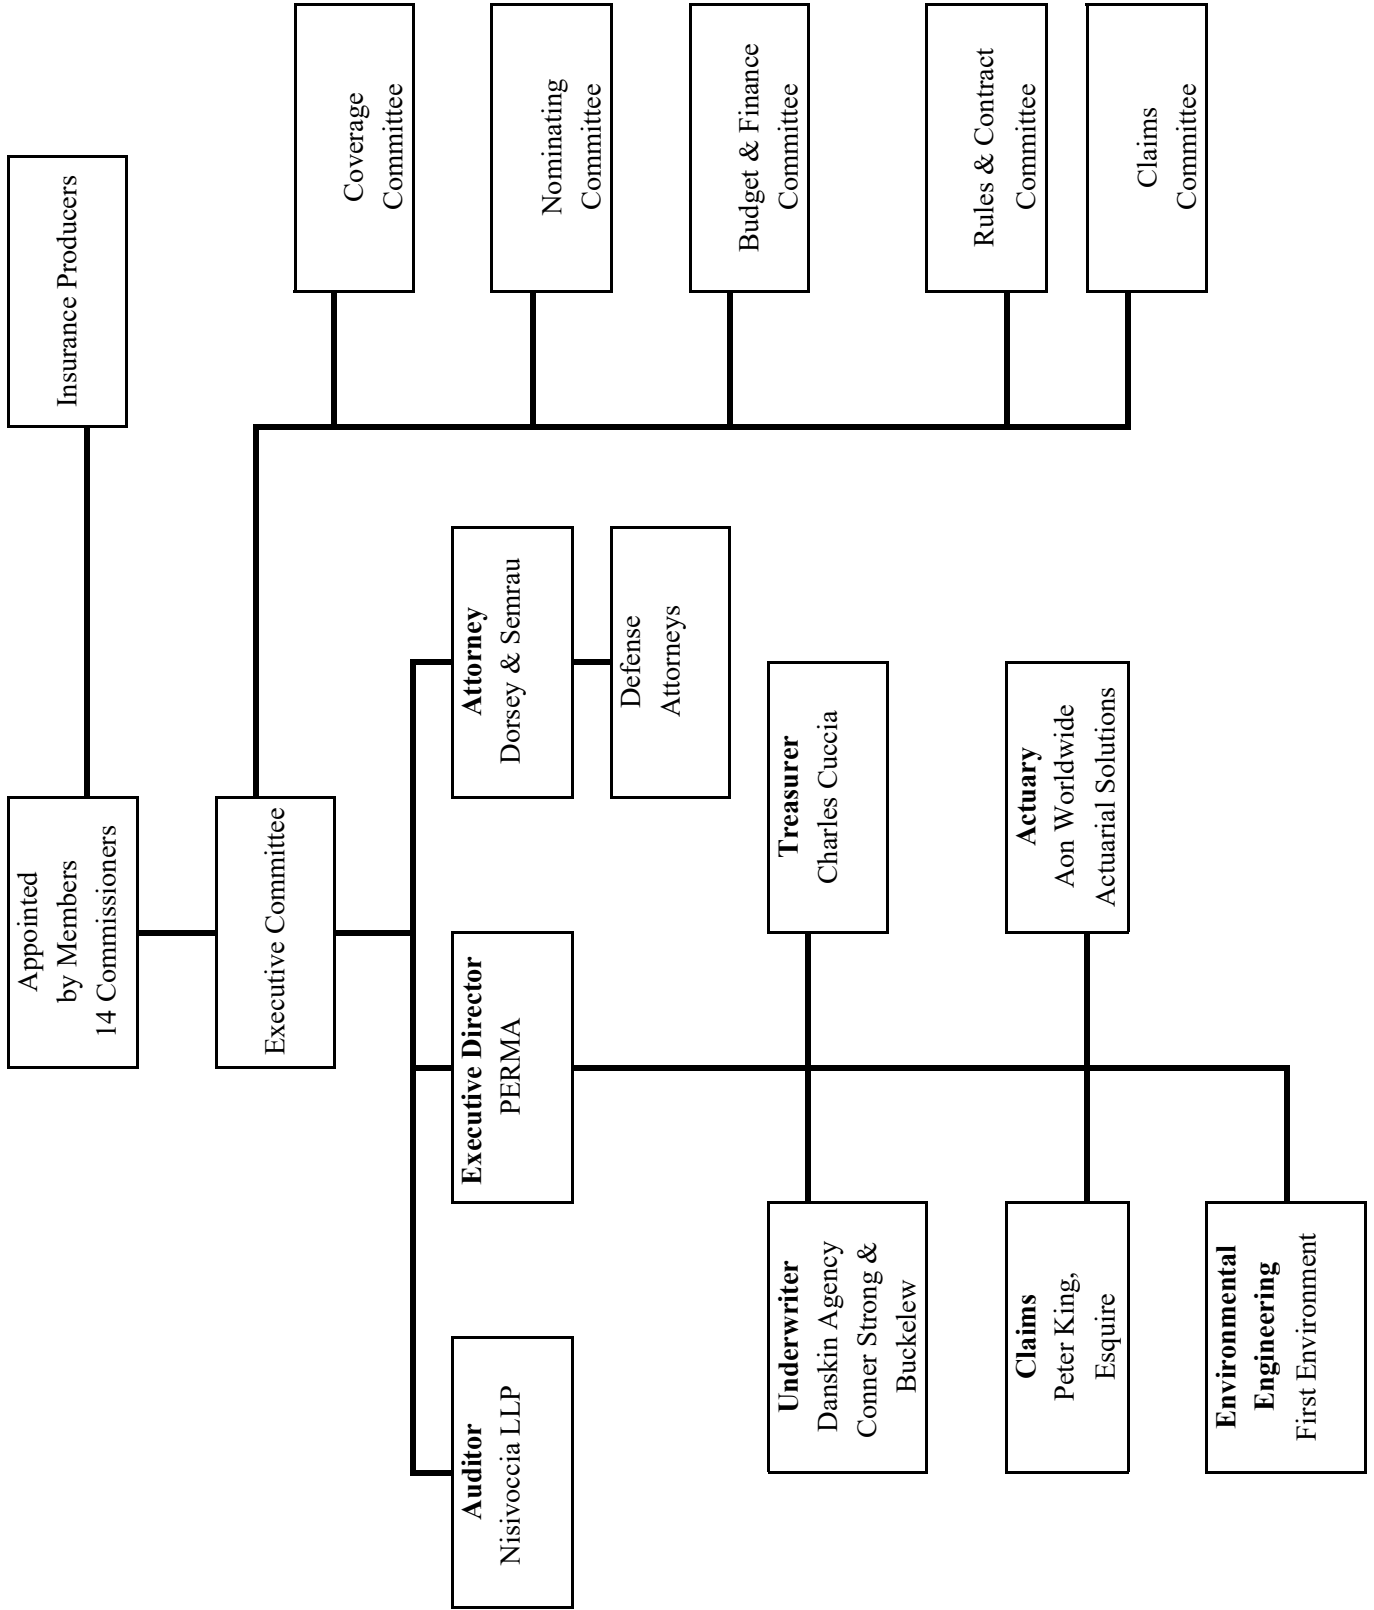 Appointed
by Members
14 Commissioners
Insurance Producers
Executive Committee
Coverage
Committee
Nominating
Committee
Budget & Finance
Committee
Rules & Contract
Committee
Claims
Committee
Auditor
Nisivoccia LLP
Executive Director
PERMA
Attorney
Dorsey & Semrau
Defense
Attorneys
Underwriter
Danskin Agency
Conner Strong &
Buckelew
Treasurer
Charles Cuccia
Claims
Peter King,
Esquire
Actuary
Aon Worldwide
Actuarial Solutions
Environmental
Engineering
First Environment